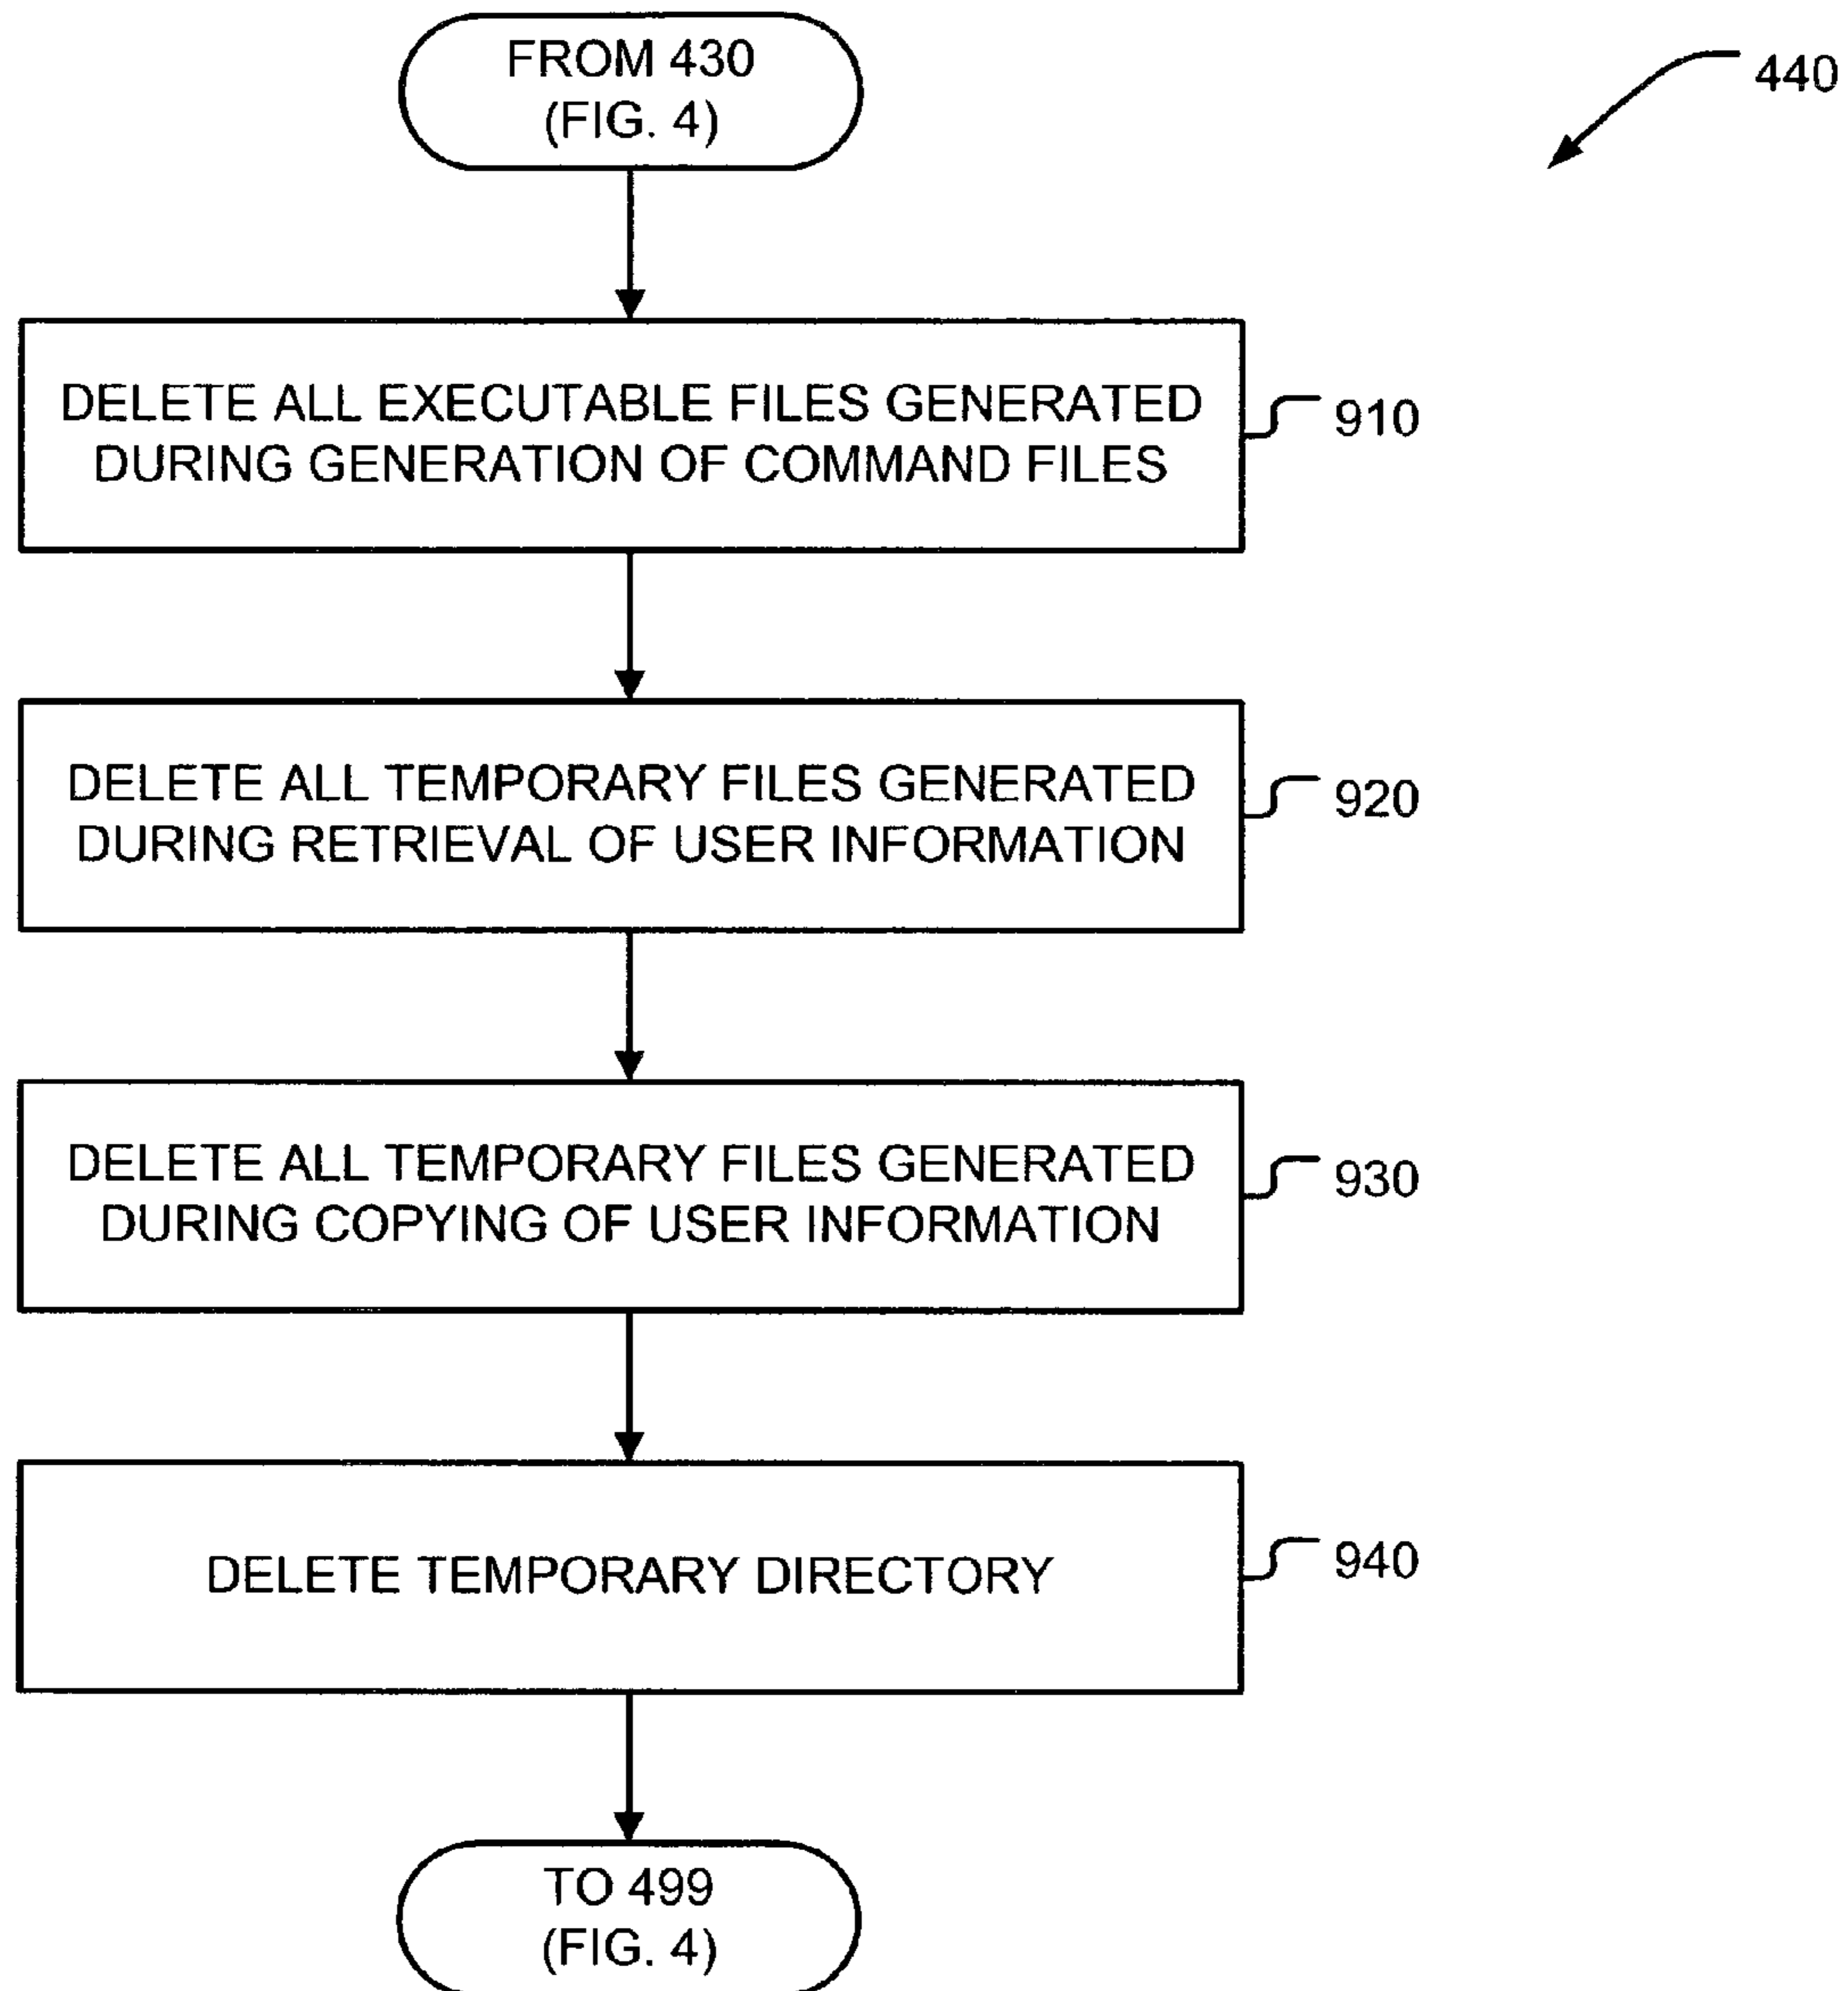 FROM 430
(FIG. 4)
440
DELETE ALL EXECUTABLE FILES GENERATED
DURING GENERATION OF COMMAND FILES
910
DELETE ALL TEMPORARY FILES GENERATED
DURING RETRIEVAL OF USER INFORMATION
920
DELETE ALL TEMPORARY FILES GENERATED
DURING COPYING OF USER INFORMATION
930
DELETE TEMPORARY DIRECTORY
940
TO 499
(FIG. 4)